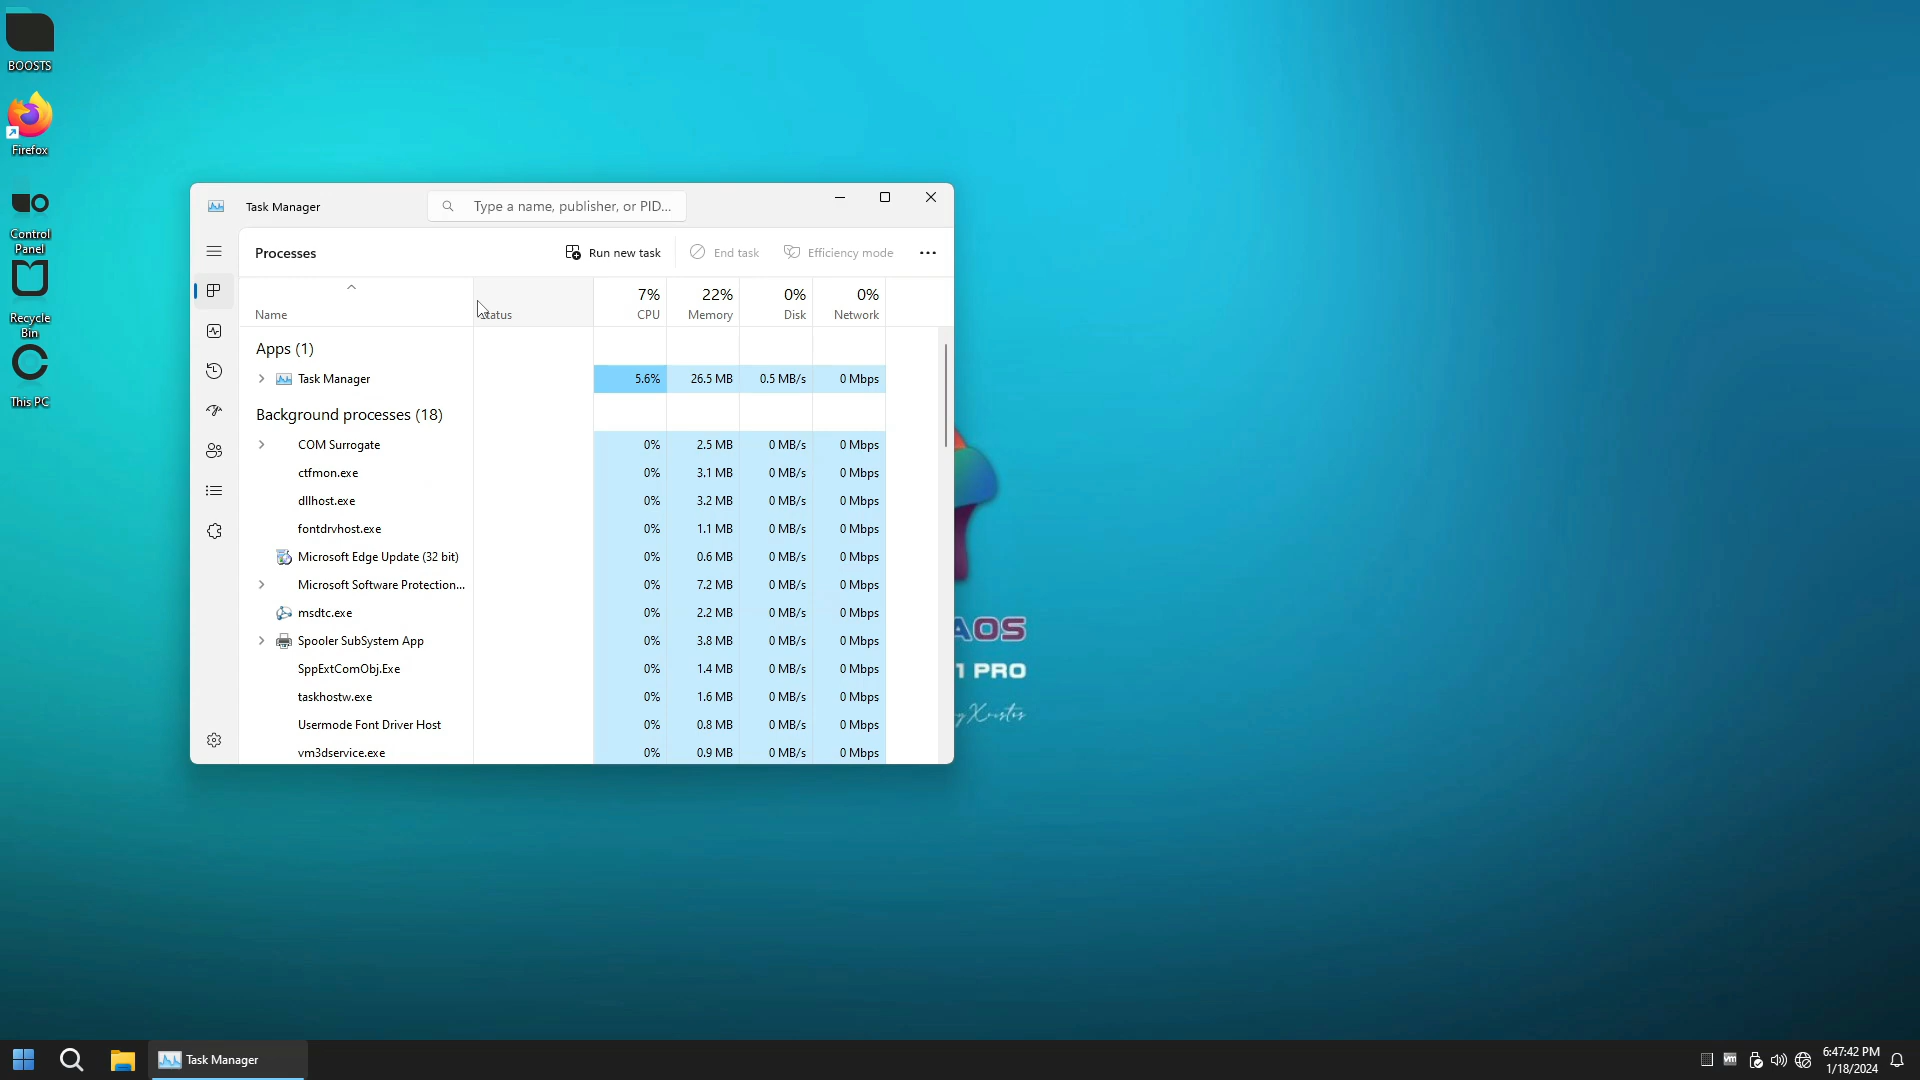 BOOSTS
Firefox
Control
Panel
Recycle
Bin
This PC
Task Manager
Type a name, publisher, or PID...
Processes
Run new task
End task
Efficiency mode
Name
7%
CPU
22%
Memory
0%
Disk
0%
Network
Apps (1)
Task Manager 5.6% 26.5 MB 0.5 MB/s 0 Mbps
Background processes (18)
COM Surrogate 0% 2.5 MB 0 MB/s 0 Mbps
ctfmon.exe 0% 3.1 MB 0 MB/s 0 Mbps
dllhost.exe 0% 3.2 MB 0 MB/s 0 Mbps
fontdrvhost.exe 0% 1.1 MB 0 MB/s 0 Mbps
Microsoft Edge Update (32 bit) 0% 0.6 MB 0 MB/s 0 Mbps
Microsoft Software Protection... 0% 7.2 MB 0 MB/s 0 Mbps
msdtc.exe 0% 2.2 MB 0 MB/s 0 Mbps
Spooler SubSystem App 0% 3.8 MB 0 MB/s 0 Mbps
SppExtComObj.Exe 0% 1.4 MB 0 MB/s 0 Mbps
taskhostw.exe 0% 1.6 MB 0 MB/s 0 Mbps
Usermode Font Driver Host 0% 0.8 MB 0 MB/s 0 Mbps
vm3dservice.exe 0% 0.9 MB 0 MB/s 0 Mbps
AOS
1 PRO
Task Manager
vm
6:47:42 PM
1/18/2024